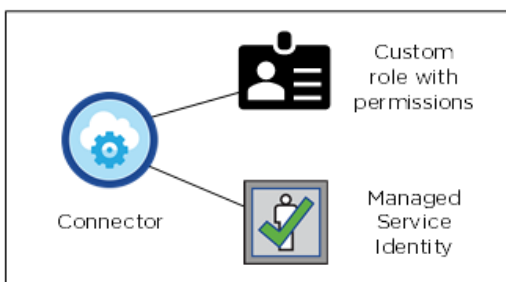 Custom
role with
permissions
Connector
Managed
Service
Identity